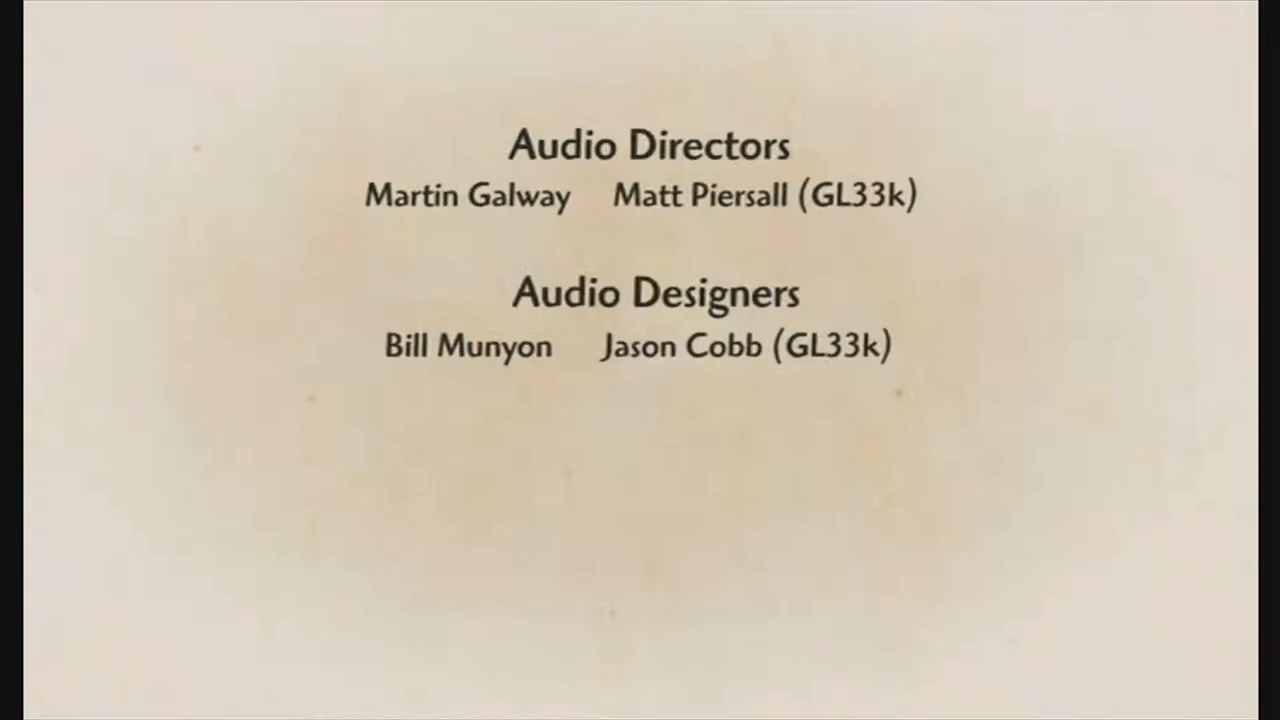 Audio Directors
Martin Galway Matt Piersall (GL33k)
Audio Designers
Bill Munyon Jason Cobb (GL33k)